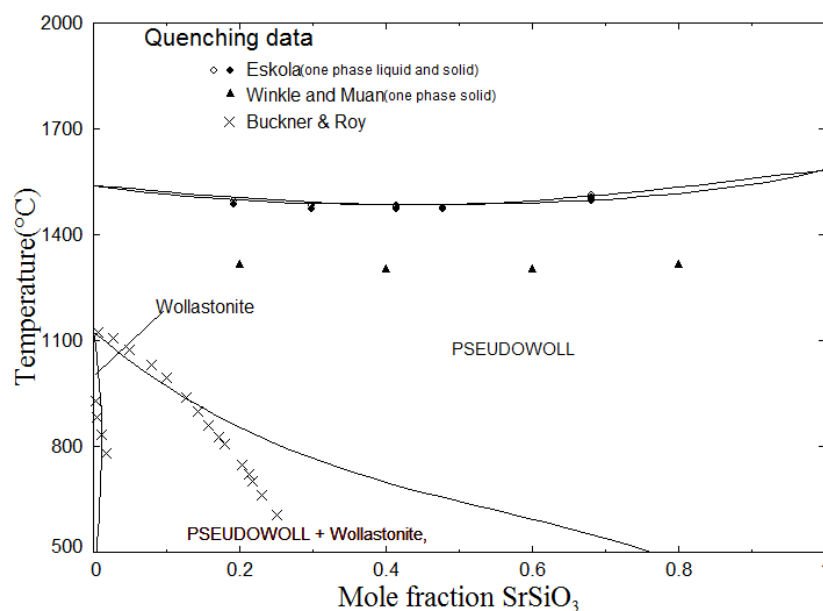 2000
Quenching data
Eskola(one phase liquid and solid)
Winkle and Muan(one phase solid)
Buckner & Roy
1700
1400
Wollastonite
1100
PSEUDOWOLL
800
PSEUDOWOLL + Wollastonite,
500
0 0.2 0.4 0.6 0.8 1
Mole fraction SrSiO₃
Temperature(°C)